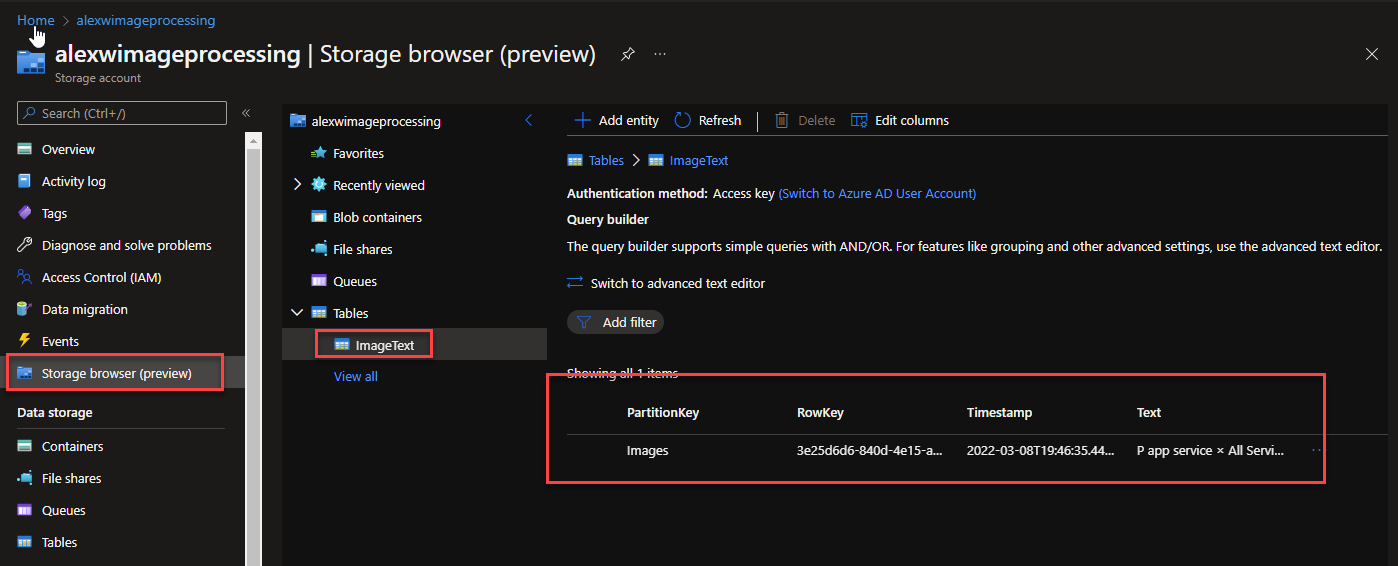 Home > alexwimageprocessing
alexwimageprocessing | Storage browser (preview) ...
Storage account
Search (Ctrl+/)
«
Overview
Activity log
Tags
Diagnose and solve problems
Access Control (IAM)
Data migration
Events
Storage browser (preview)
Data storage
Containers
File shares
Queues
Tables
alexwimageprocessing
Favorites
Recently viewed
Blob containers
File shares
Queues
Tables
ImageText
View all
Add entity Refresh | Delete Edit columns
Tables > ImageText
Authentication method: Access key (Switch to Azure AD User Account)
Query builder
The query builder supports simple queries with AND/OR. For features like grouping and other advanced settings, use the advanced text editor.
Switch to advanced text editor
Add filter
Showing all 1 items
PartitionKey RowKey Timestamp Text
Images 3e25d6d6-840d-4e15-a... 2022-03-08T19:46:35.44... P app service × All Servi...